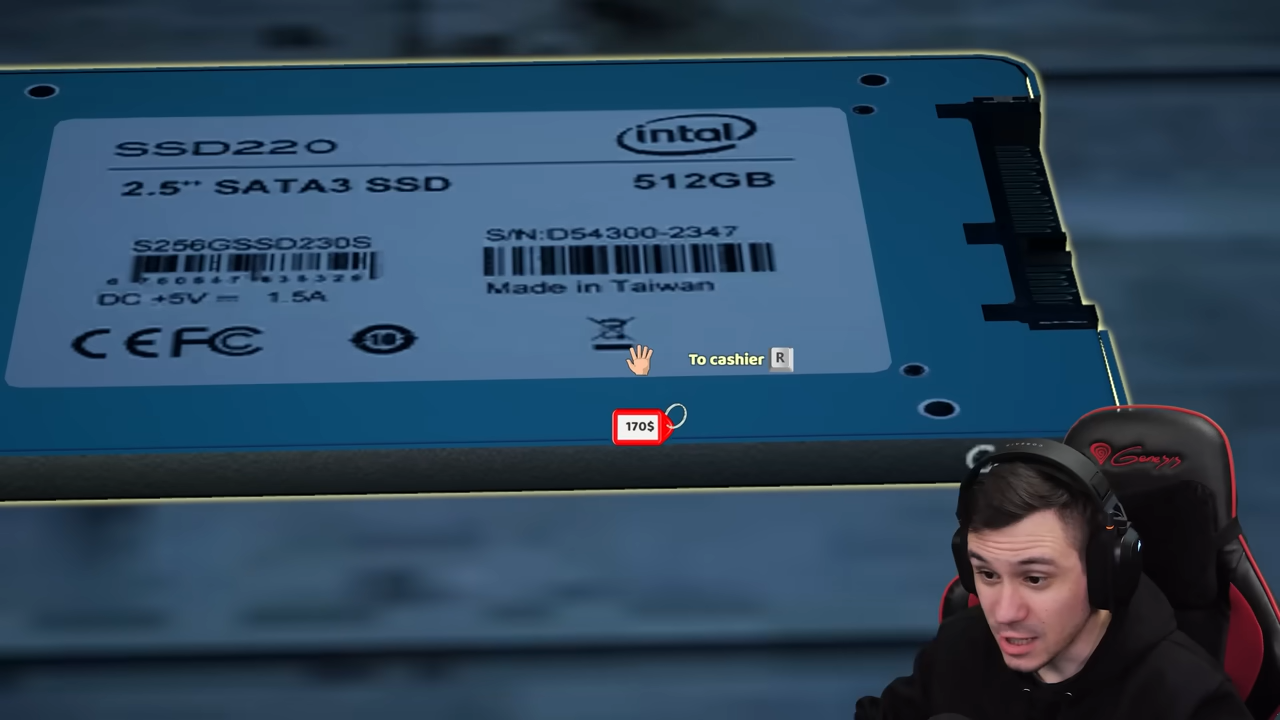 SSD220
intal
2.5" SATA3 SSD
512GB
S256GSSD230S
S/N:D54300-2347
DC +5V = 1.5A
Made in Taiwan
CE FC
10
To cashier R
170$
Genesis